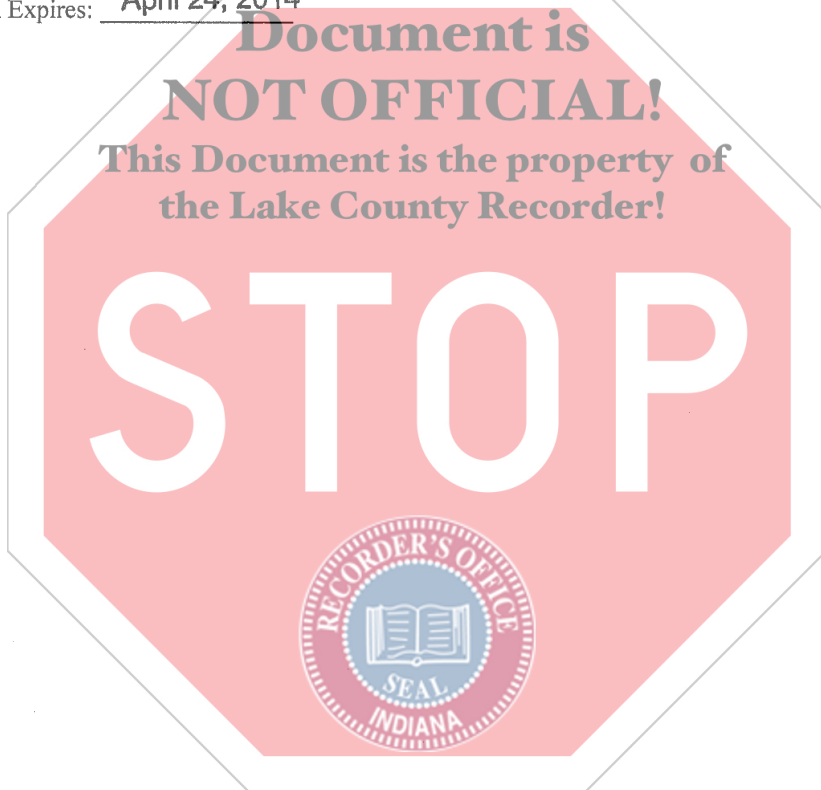 Expires: April 24, 2014
Document is
NOT OFFICIAL!
This Document is the property of
the Lake County Recorder!
STOP
RECORDER'S OFFICE
SEAL
INDIANA